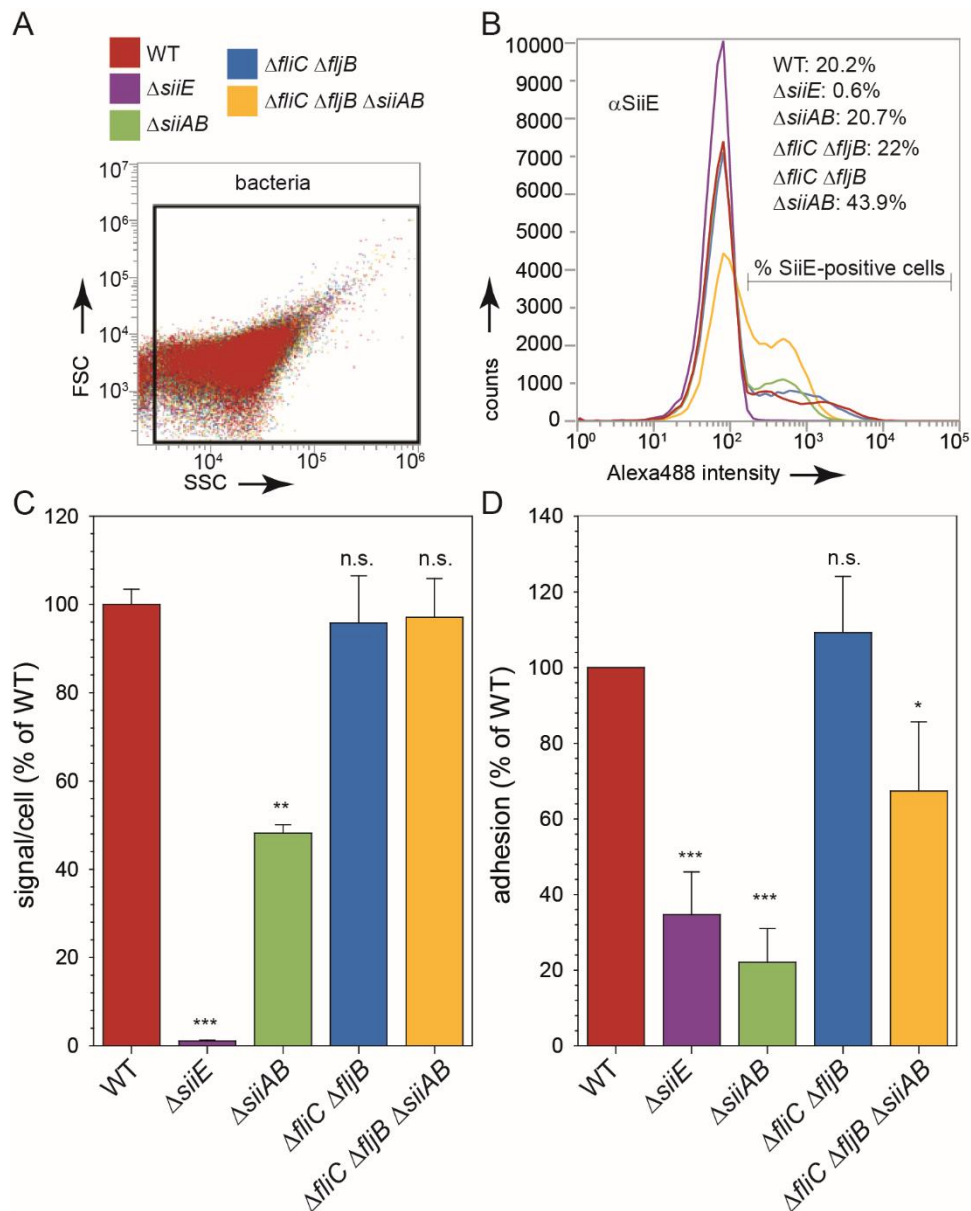 A
WT
ΔsiiE
ΔsiiAB
ΔfliC ΔfljB
ΔfliC ΔfljB ΔsiiAB
bacteria
10⁷
10⁶
10⁵
10⁴
10³
FSC
10⁴
10⁵
10⁶
SSC
B
αSiiE
WT: 20.2%
ΔsiiE: 0.6%
ΔsiiAB: 20.7%
ΔfliC ΔfljB: 22%
ΔfliC ΔfljB
ΔsiiAB: 43.9%
% SiiE-positive cells
10000
9000
8000
7000
6000
5000
4000
3000
2000
1000
0
counts
10⁰
10¹
10²
10³
10⁴
10⁵
Alexa488 intensity
C
120
100
80
60
40
20
0
signal/cell (% of WT)
***
**
n.s.
n.s.
WT
ΔsiiE
ΔsiiAB
ΔfliC ΔfljB
ΔfliC ΔfljB ΔsiiAB
D
140
120
100
80
60
40
20
0
adhesion (% of WT)
***
***
n.s.
*
WT
ΔsiiE
ΔsiiAB
ΔfliC ΔfljB
ΔfliC ΔfljB ΔsiiAB